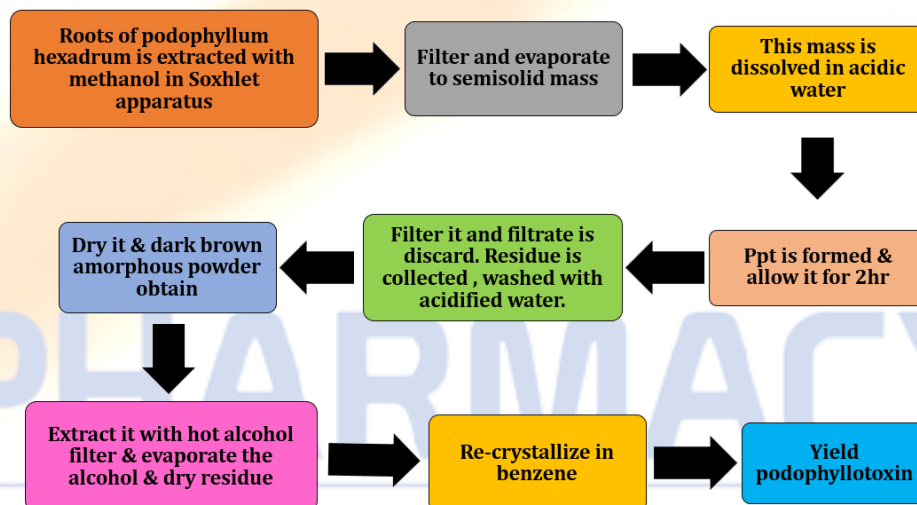 Roots of podophyllum
hexadrum is extracted with
methanol in Soxhlet
apparatus
Filter and evaporate
to semisolid mass
This mass is
dissolved in acidic
water
Ppt is formed &
allow it for 2hr
Filter it and filtrate is
discard. Residue is
collected , washed with
acidified water.
Dry it & dark brown
amorphous powder
obtain
Extract it with hot alcohol
filter & evaporate the
alcohol & dry residue
Re-crystallize in
benzene
Yield
podophyllotoxin
PHARMACY